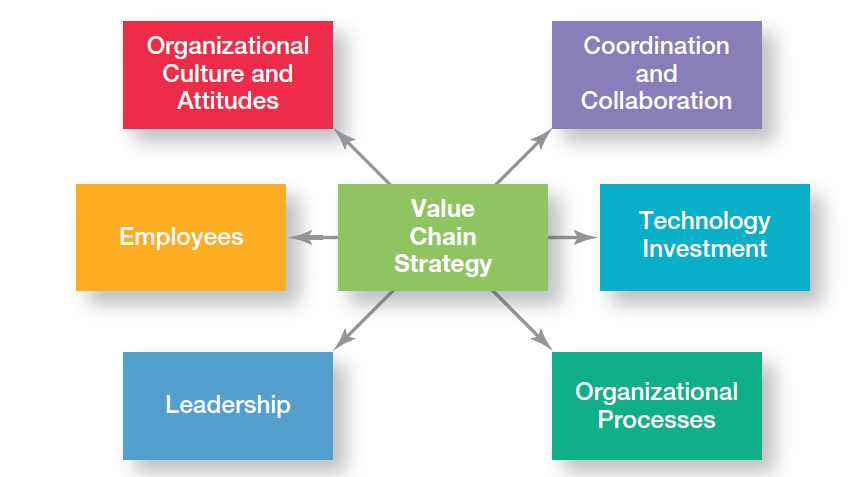 Organizational
Culture and
Attitudes
Coordination
and
Collaboration
Employees
Value
Chain
Strategy
Technology
Investment
Leadership
Organizational
Processes